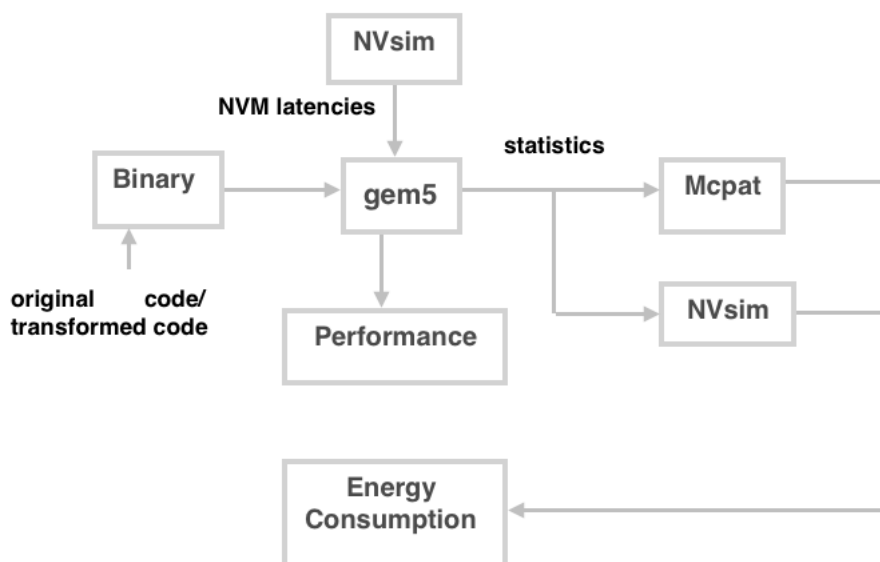 NVsim
NVM latencies
statistics
Binary
gem5
Mcpat
original code/
transformed code
NVsim
Performance
Energy
Consumption